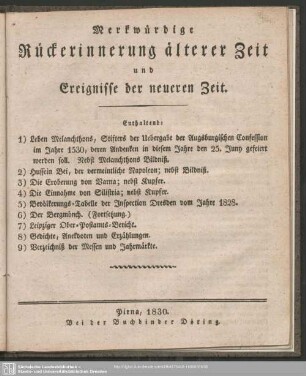 Merkwürdige
Rückerinnerung älterer Zeit
und
Ereignisse der neueren Zeit.
Enthaltend:
1) Leben Melanchthons, Stifters der Uebergabe der Augsburgischen Confession
im Jahr 1530, deren Andenken in diesem Jahre den 25. Juny gefeiert
werden soll. Nebst Melanchthons Bildniß.
2) Hussein Bei, der vermeintliche Napoleon; nebst Bildniß.
3) Die Eroberung von Varna; nebst Kupfer.
4) Die Einnahme von Silistria; nebst Kupfer.
5) Bevölkerungs-Tabelle der Inspection Dresden vom Jahr 1828.
6) Der Bergmönch. (Fortsetzung.)
7) Leipziger Ober-Postamts-Bericht.
8) Gedichte, Anekdoten und Erzählungen.
9) Verzeichniß der Messen und Jahrmärkte.
Pirna, 1830.
Bei der Buchbinder Döring.